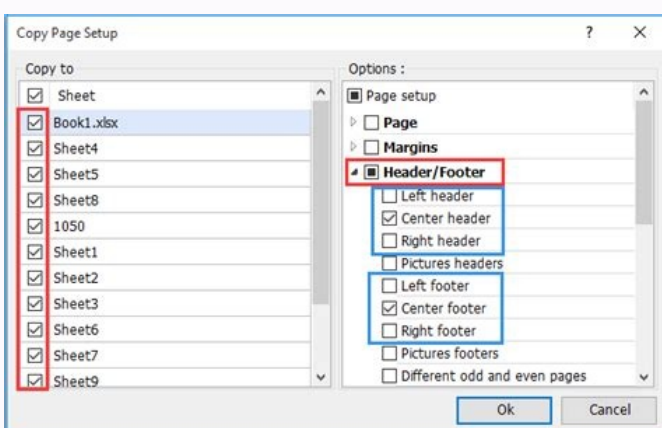 Copy Page Setup
?
Copy to
Sheet
Book1.xlsx
Sheet4
Sheet5
Sheet8
1050
Sheet1
Sheet2
Sheet3
Sheet6
Sheet7
Sheet9
Options :
Page setup
Page
Margins
Header/Footer
Left header
Center header
Right header
Pictures headers
Left footer
Center footer
Right footer
Pictures footers
Different odd and even pages
Ok
Cancel